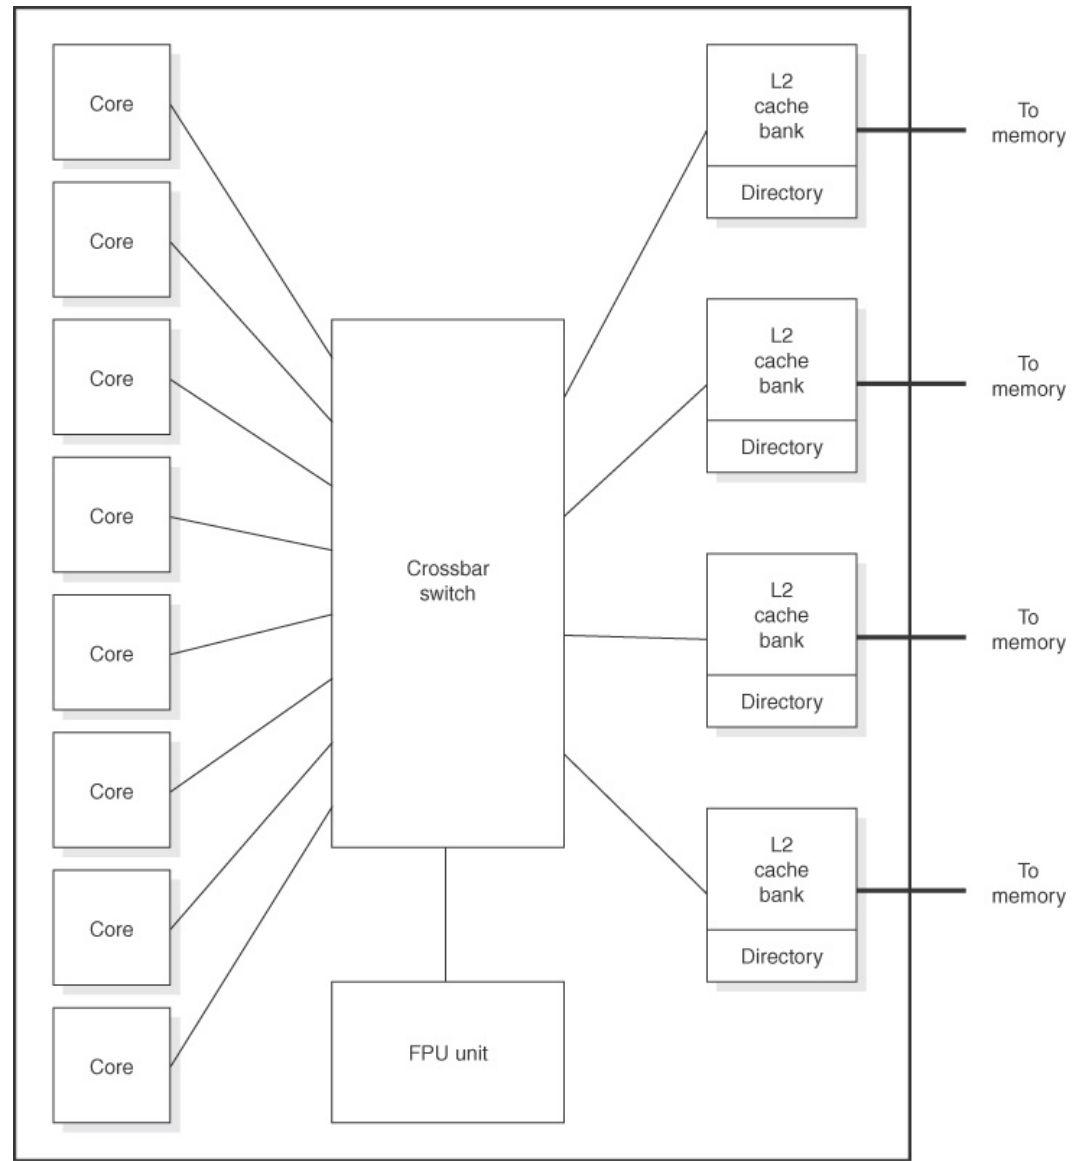 Core
Core
Core
Core
Core
Core
Core
Core
Crossbar
switch
FPU unit
L2
cache
bank
Directory
To
memory
L2
cache
bank
Directory
To
memory
L2
cache
bank
Directory
To
memory
L2
cache
bank
Directory
To
memory